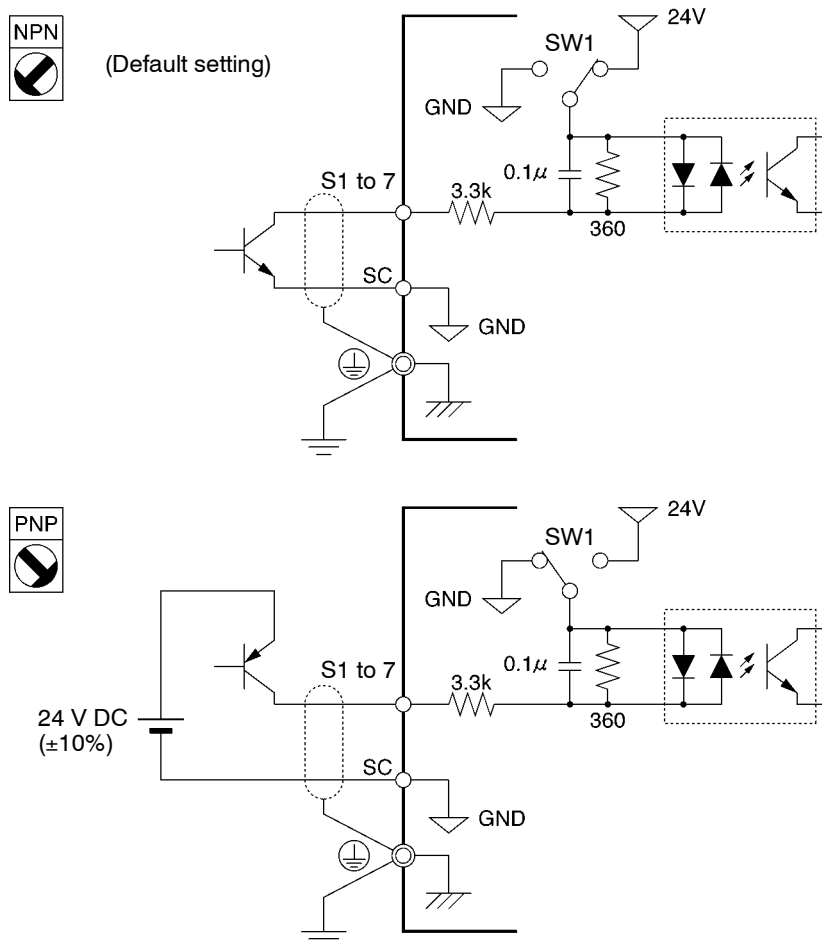 NPN
(Default setting)
24V
SW1
GND
0.1μ
S1 to 7
3.3k
360
SC
GND
PNP
24V
SW1
GND
0.1μ
S1 to 7
3.3k
360
24 V DC
(±10%)
SC
GND